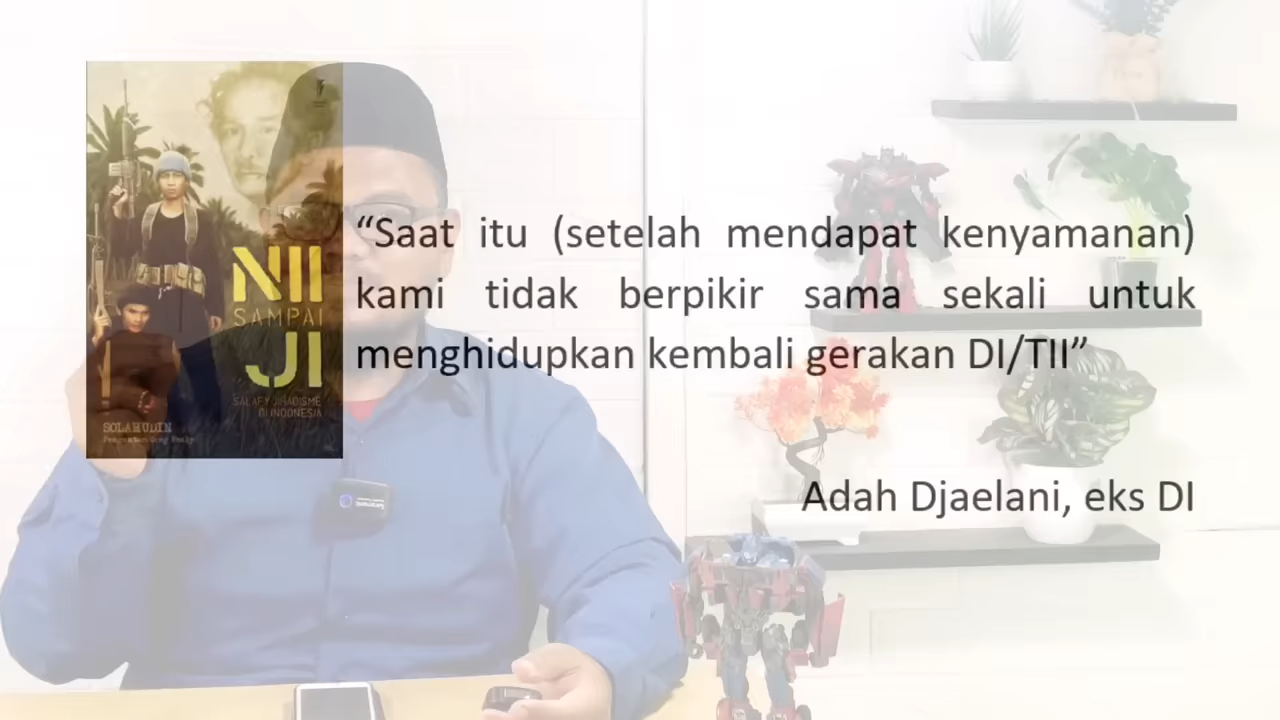 NII
SAMPAI
JI
SALAFY JIHADISME
DI INDONESIA
SOLAHUDIN
“Saat itu (setelah mendapat kenyamanan)
kami tidak berpikir sama sekali untuk
menghidupkan kembali gerakan DI/TII”
Adah Djaelani, eks DI